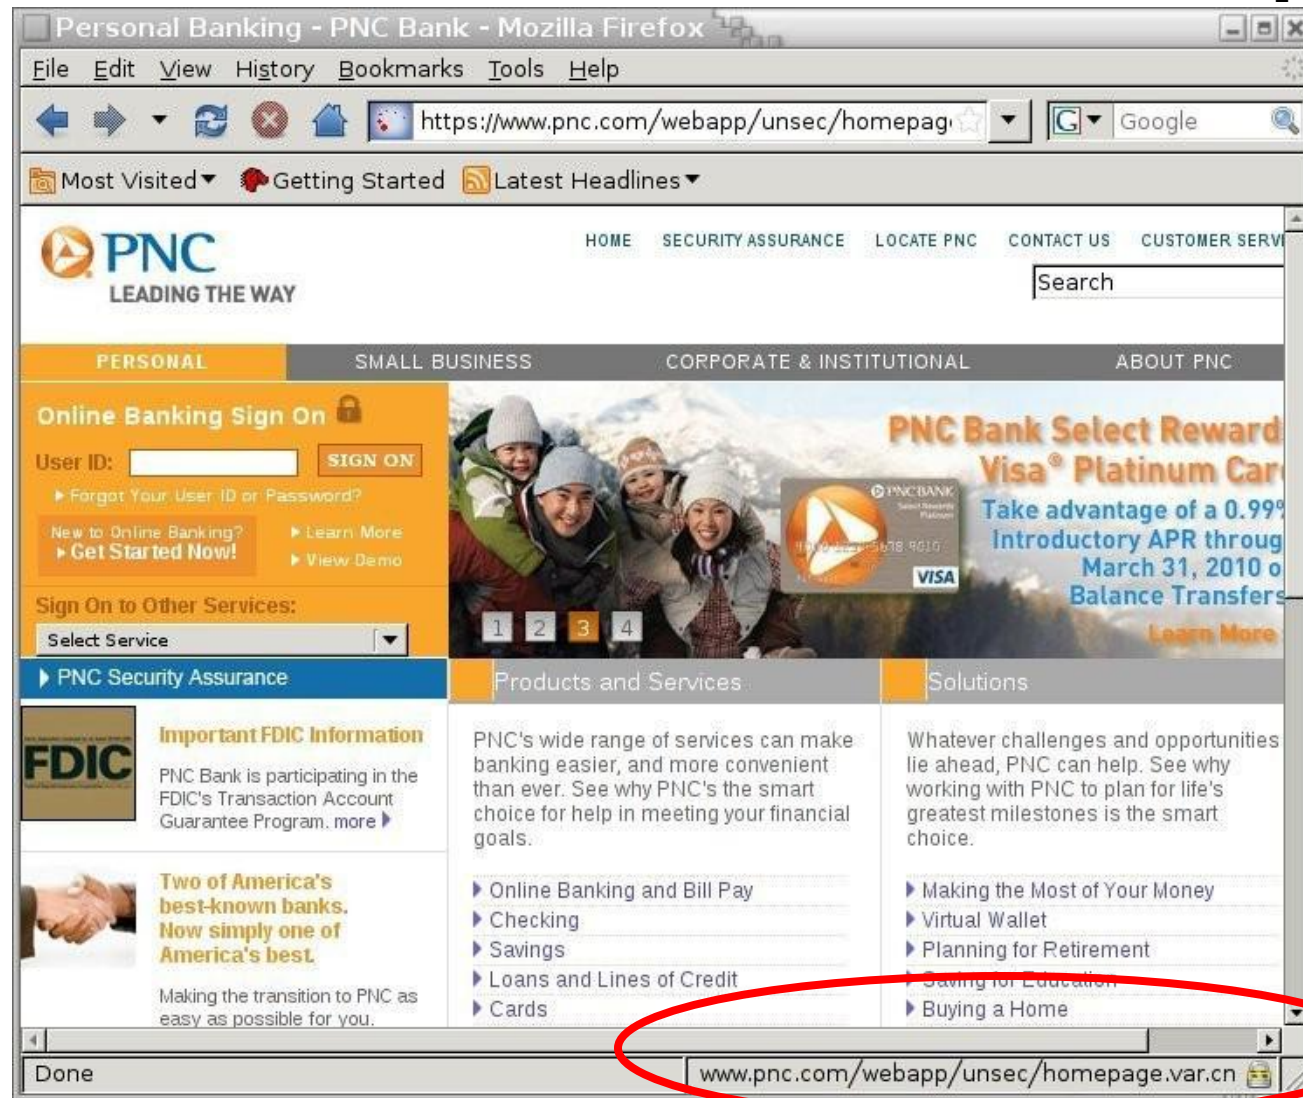 Personal Banking - PNC Bank - Mozilla Firefox
File Edit View History Bookmarks Tools Help
https://www.pnc.com/webapp/unsec/homepag
G Google
Most Visited Getting Started Latest Headlines
PNC
LEADING THE WAY
HOME SECURITY ASSURANCE LOCATE PNC CONTACT US CUSTOMER SERVI
Search
PERSONAL SMALL BUSINESS CORPORATE & INSTITUTIONAL ABOUT PNC
Online Banking Sign On
User ID: SIGN ON
Forgot Your User ID or Password?
New to Online Banking?
Get Started Now!
Learn More
View Demo
Sign On to Other Services:
Select Service
PNC Bank Select Reward
Visa® Platinum Car
Take advantage of a 0.99%
Introductory APR throug
March 31, 2010 o
Balance Transfers
Learn More
PNCBANK
Select Rewards
Platinum
5678 9010
VISA
1 2 3 4
PNC Security Assurance
FDIC
Important FDIC Information
PNC Bank is participating in the
FDIC's Transaction Account
Guarantee Program. more
Two of America's
best-known banks.
Now simply one of
America's best.
Making the transition to PNC as
easy as possible for you.
Products and Services
PNC's wide range of services can make
banking easier, and more convenient
than ever. See why PNC's the smart
choice for help in meeting your financial
goals.
Online Banking and Bill Pay
Checking
Savings
Loans and Lines of Credit
Cards
Solutions
Whatever challenges and opportunities
lie ahead, PNC can help. See why
working with PNC to plan for life's
greatest milestones is the smart
choice.
Making the Most of Your Money
Virtual Wallet
Planning for Retirement
Saving for Education
Buying a Home
Done
www.pnc.com/webapp/unsec/homepage.var.cn